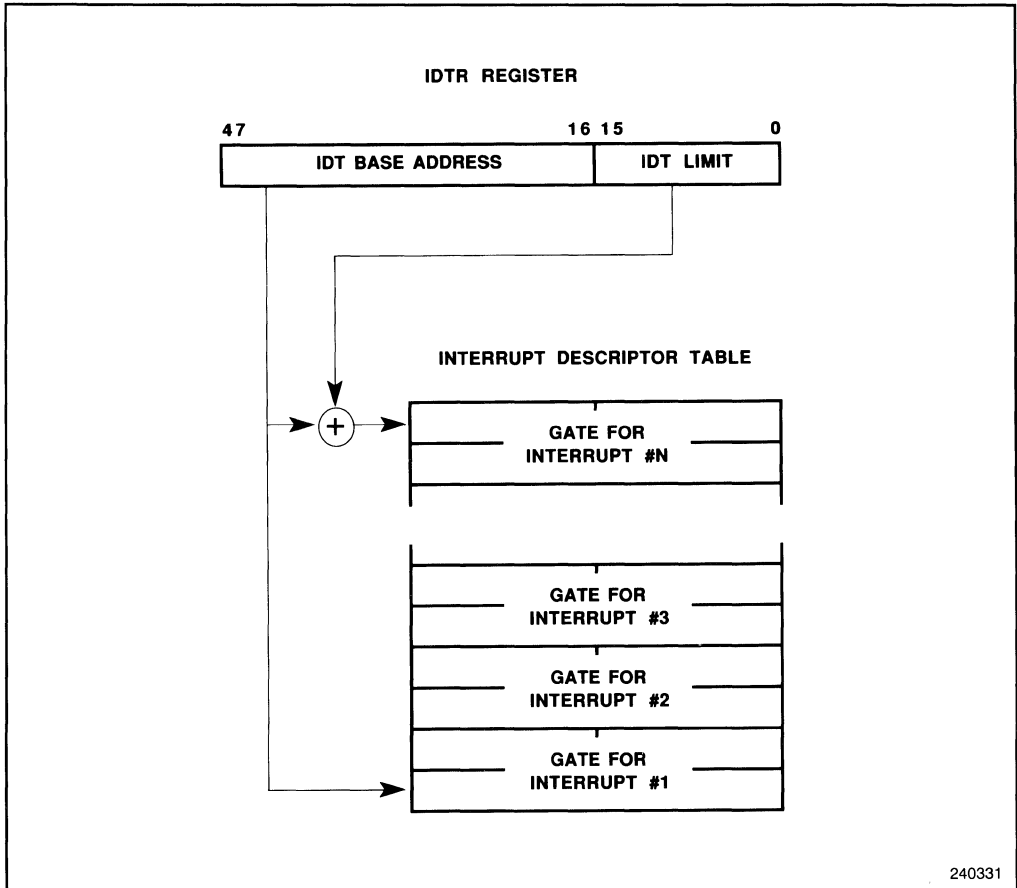 IDTR REGISTER
47 16 15 0
IDT BASE ADDRESS IDT LIMIT
INTERRUPT DESCRIPTOR TABLE
+
GATE FOR
INTERRUPT #N
GATE FOR
INTERRUPT #3
GATE FOR
INTERRUPT #2
GATE FOR
INTERRUPT #1
240331